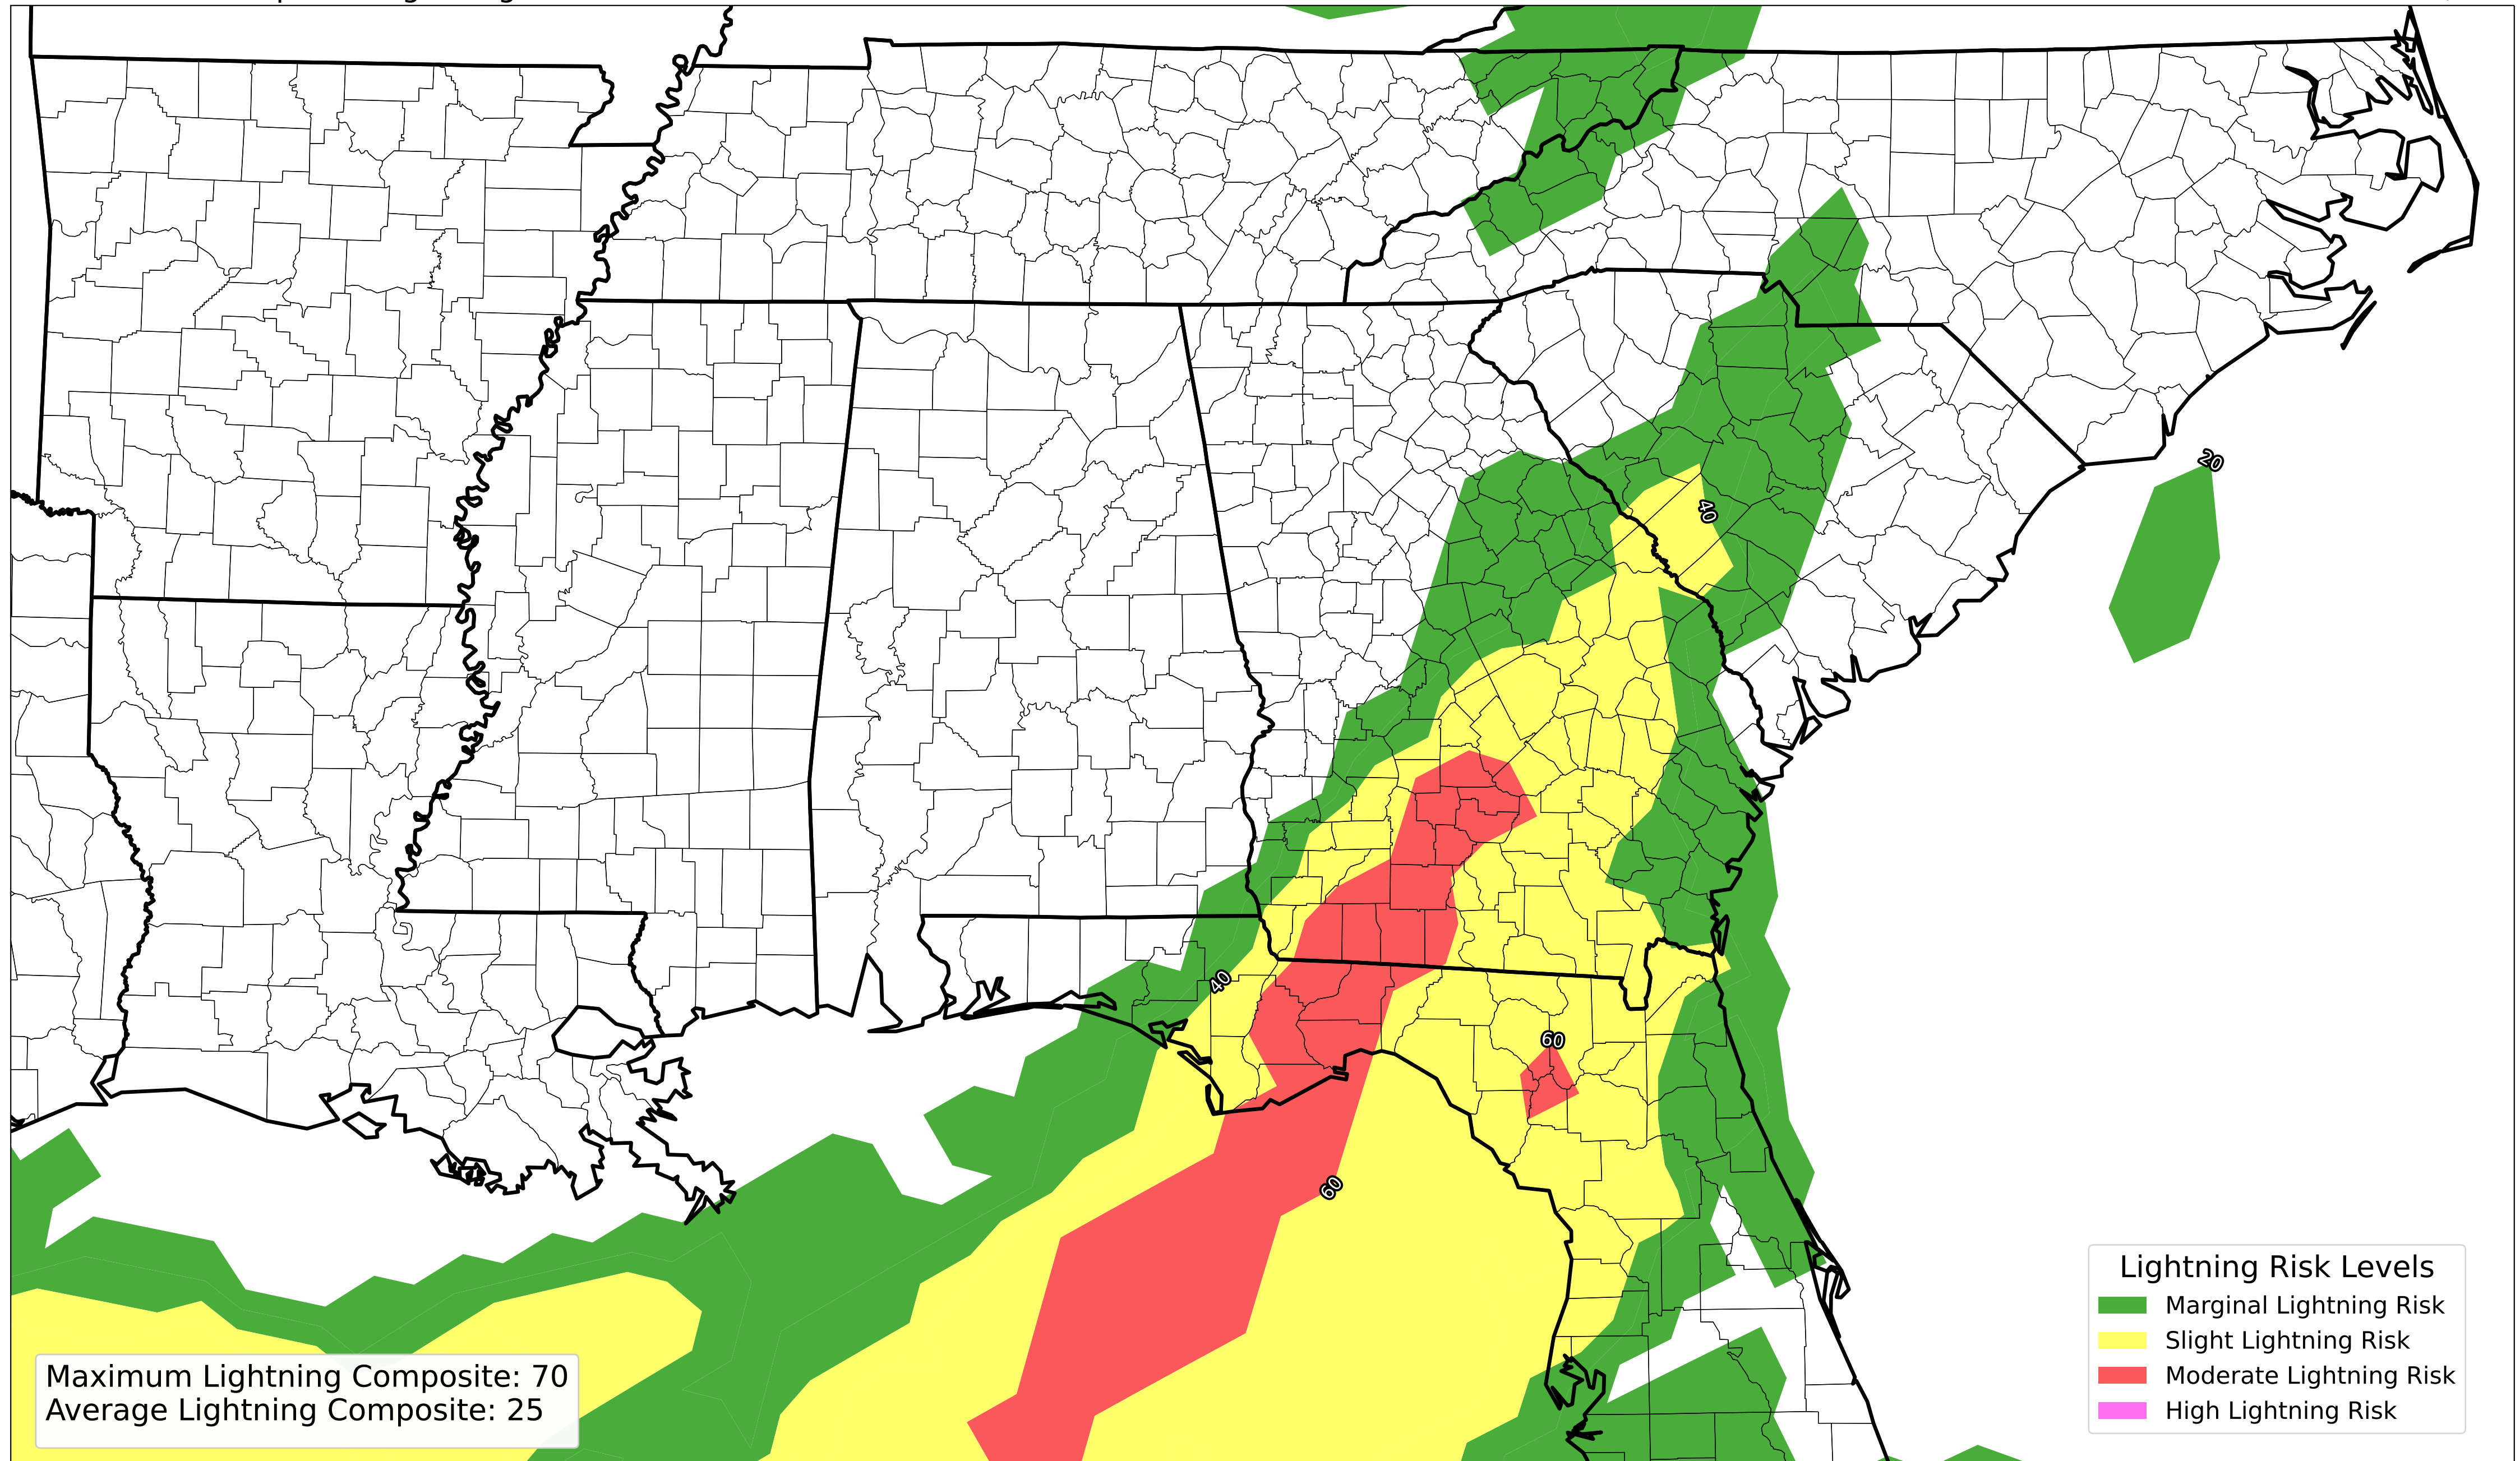 20
40
40
60
60
Lightning Risk Levels
Marginal Lightning Risk
Slight Lightning Risk
Moderate Lightning Risk
High Lightning Risk
Maximum Lightning Composite: 70
Average Lightning Composite: 25